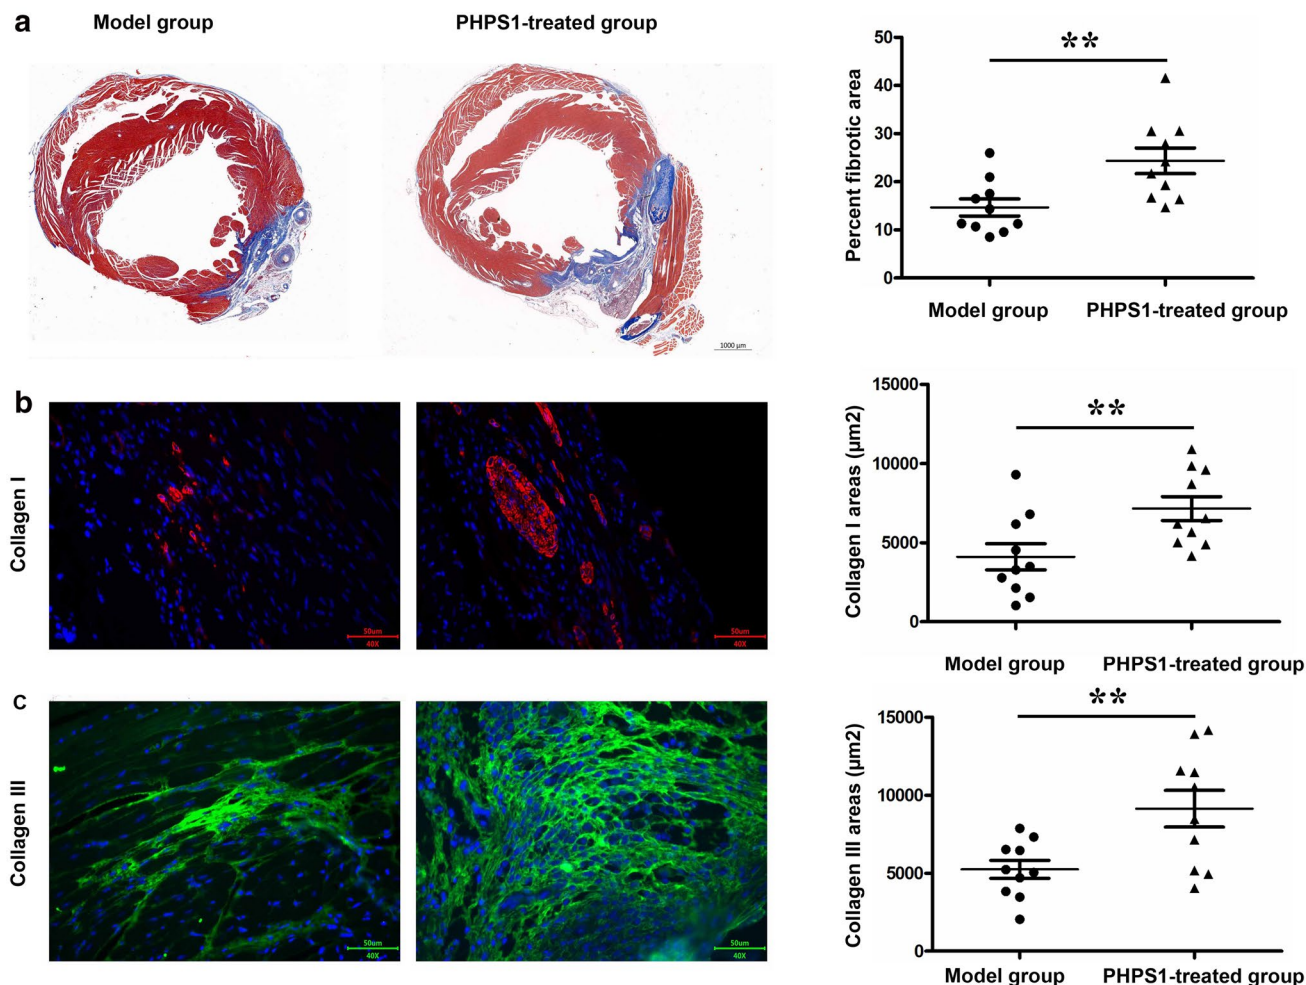 a
Model group
PHPS1-treated group
1000 µm
Percent fibrotic area
50
40
30
20
10
0
**
Model group
PHPS1-treated group
b
Collagen I
50um
40X
50um
40X
Collagen I areas (µm2)
15000
10000
5000
0
**
Model group
PHPS1-treated group
c
Collagen III
50um
40X
50um
40X
Collagen III areas (µm2)
15000
10000
5000
0
**
Model group
PHPS1-treated group